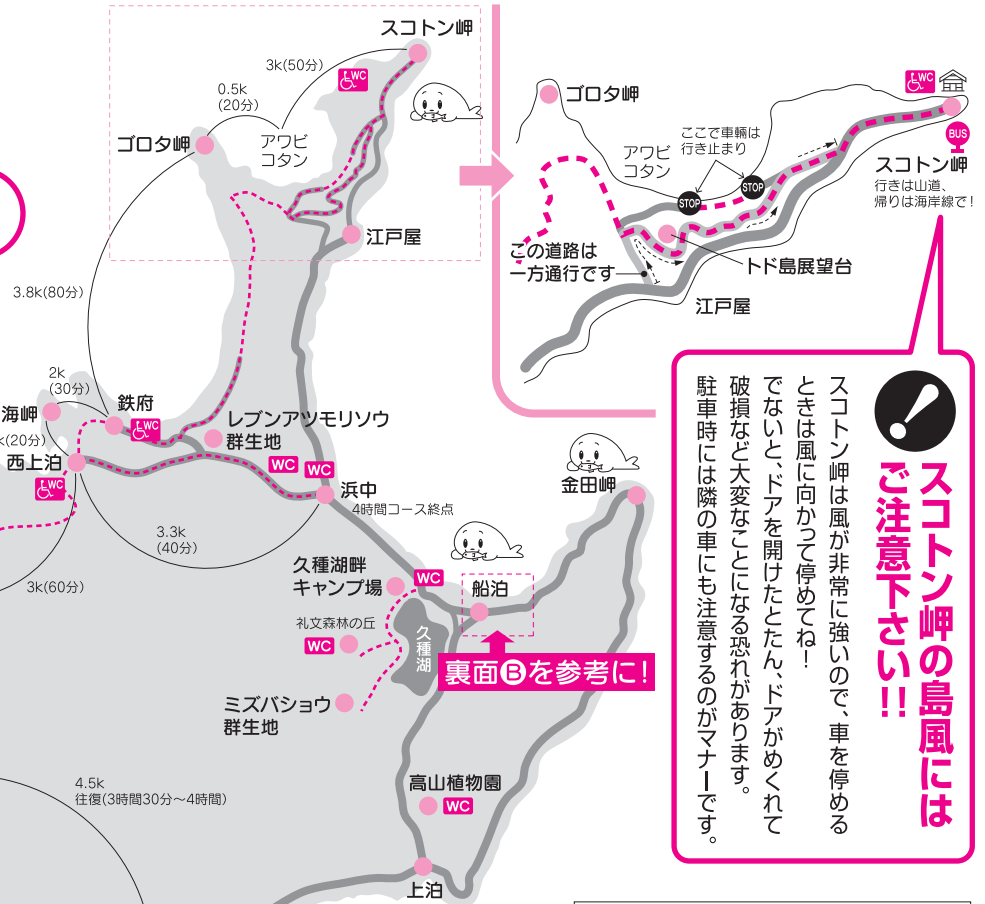 スコトン岬
3k(50分)
WC
0.5k
(20分)
ゴロタ岬
アワビ
コタン
江戸屋
3.8k(80分)
2k
(30分)
海岬
鉄府
WC
k(20分)
西上泊
WC
レブンアツモリソウ
群生地
WC
WC
浜中
4時間コース終点
3.3k
(40分)
3k(60分)
金田岬
久種湖畔
キャンプ場
WC
船泊
礼文森林の丘
WC
久種湖
裏面Bを参考に!
ミズバショウ
群生地
4.5k
往復(3時間30分～4時間)
高山植物園
WC
上泊
ゴロタ岬
WC
BUS
ここで車輛は
行き止まり
アワビ
コタン
STOP
STOP
スコトン岬
行きは山道、
帰りは海岸線で!
この道路は
一方通行です
トド島展望台
江戸屋
スコトン岬の島風には
ご注意下さい!!
スコトン岬は風が非常に強いので、車を停める
ときは風に向かって停めてね!
でないと、ドアを開けたとたん、ドアがめくれて
破損など大変なことになる恐れがあります。
駐車時には隣の車にも注意するのがマナーです。